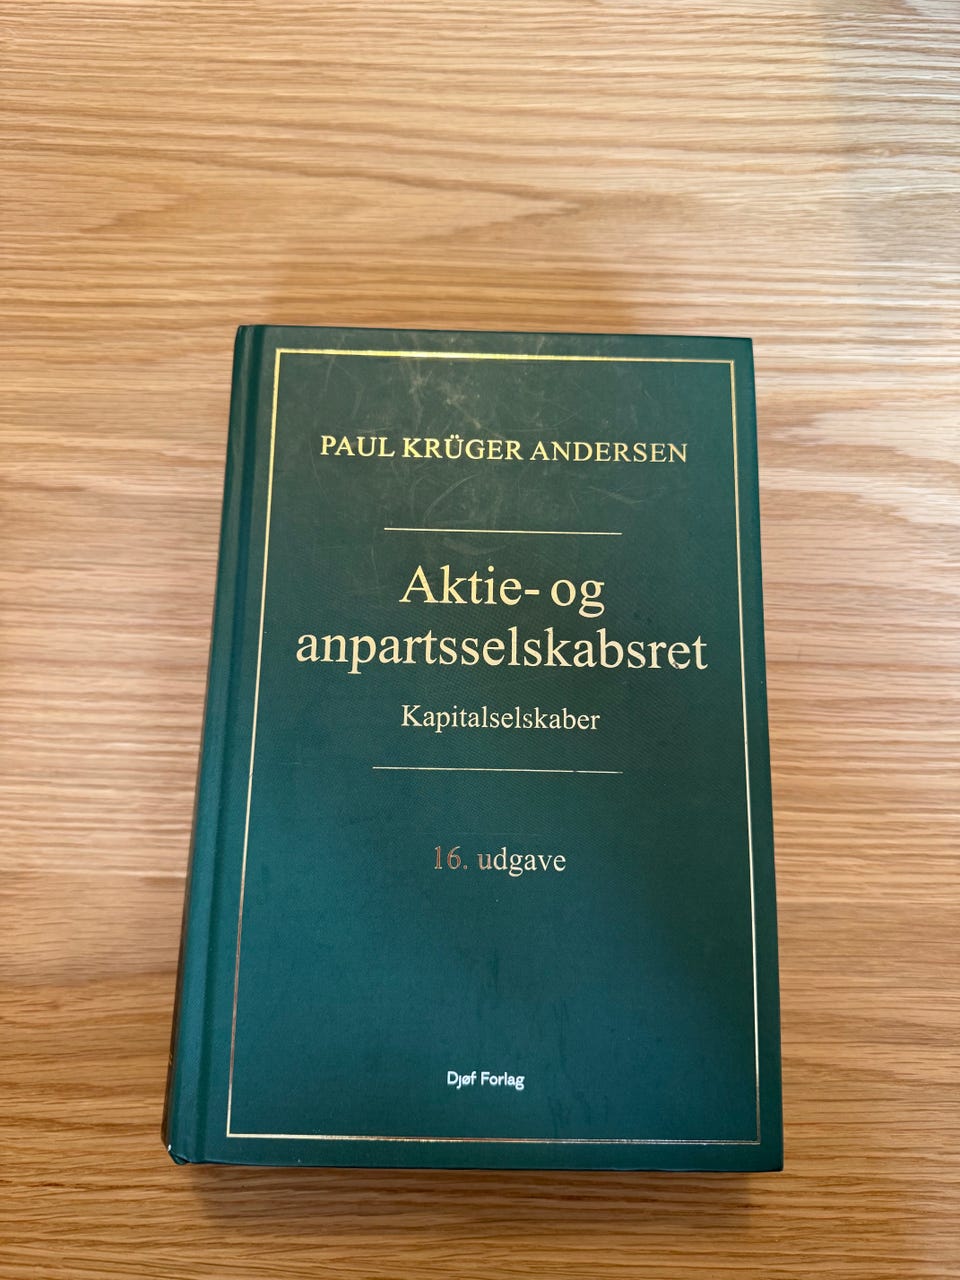 PAUL KRÜGER ANDERSEN
Aktie- og
anpartsselskabsret
Kapitalselskaber
16. udgave
Djøf Forlag